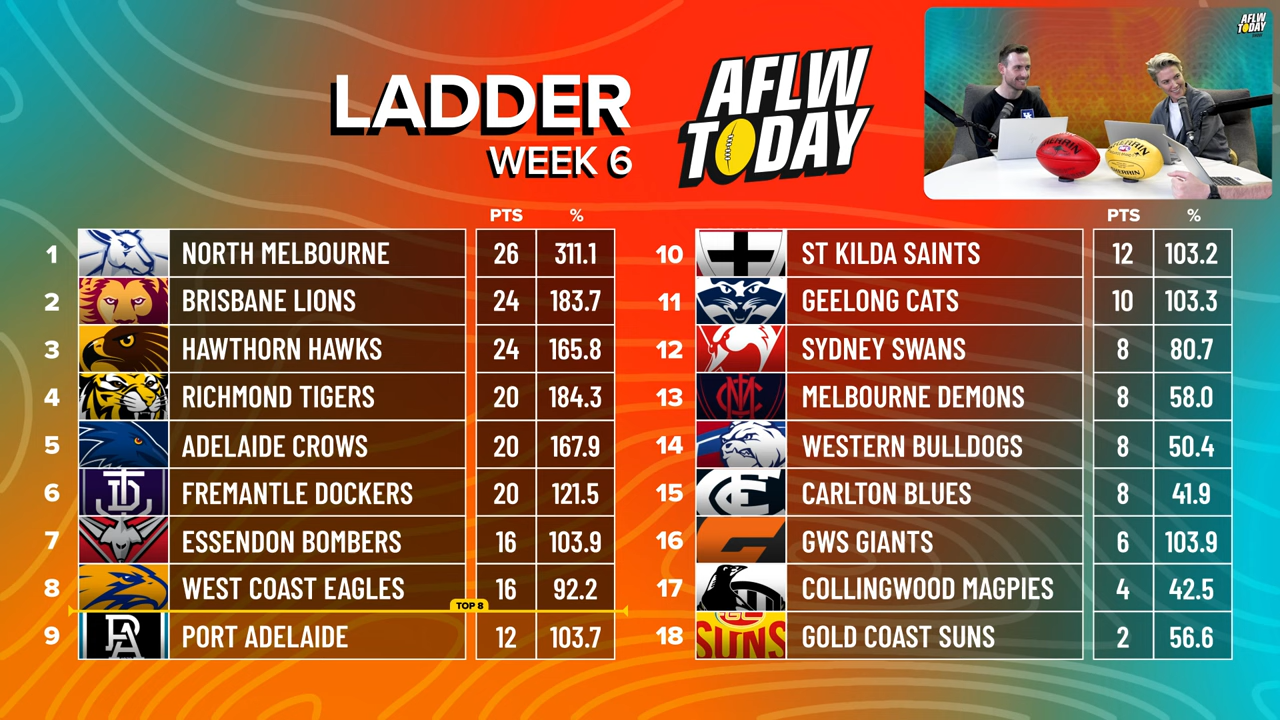 LADDER
WEEK 6
AFLW
TODAY
AFLW
TODAY
PTS %
1 NORTH MELBOURNE 26 311.1
2 BRISBANE LIONS 24 183.7
3 HAWTHORN HAWKS 24 165.8
4 RICHMOND TIGERS 20 184.3
5 ADELAIDE CROWS 20 167.9
6 FREMANTLE DOCKERS 20 121.5
7 ESSENDON BOMBERS 16 103.9
8 WEST COAST EAGLES 16 92.2
TOP 8
9 PORT ADELAIDE 12 103.7
PTS %
10 ST KILDA SAINTS 12 103.2
11 GEELONG CATS 10 103.3
12 SYDNEY SWANS 8 80.7
13 MELBOURNE DEMONS 8 58.0
14 WESTERN BULLDOGS 8 50.4
15 CARLTON BLUES 8 41.9
16 GWS GIANTS 6 103.9
17 COLLINGWOOD MAGPIES 4 42.5
18 SUNS GOLD COAST SUNS 2 56.6